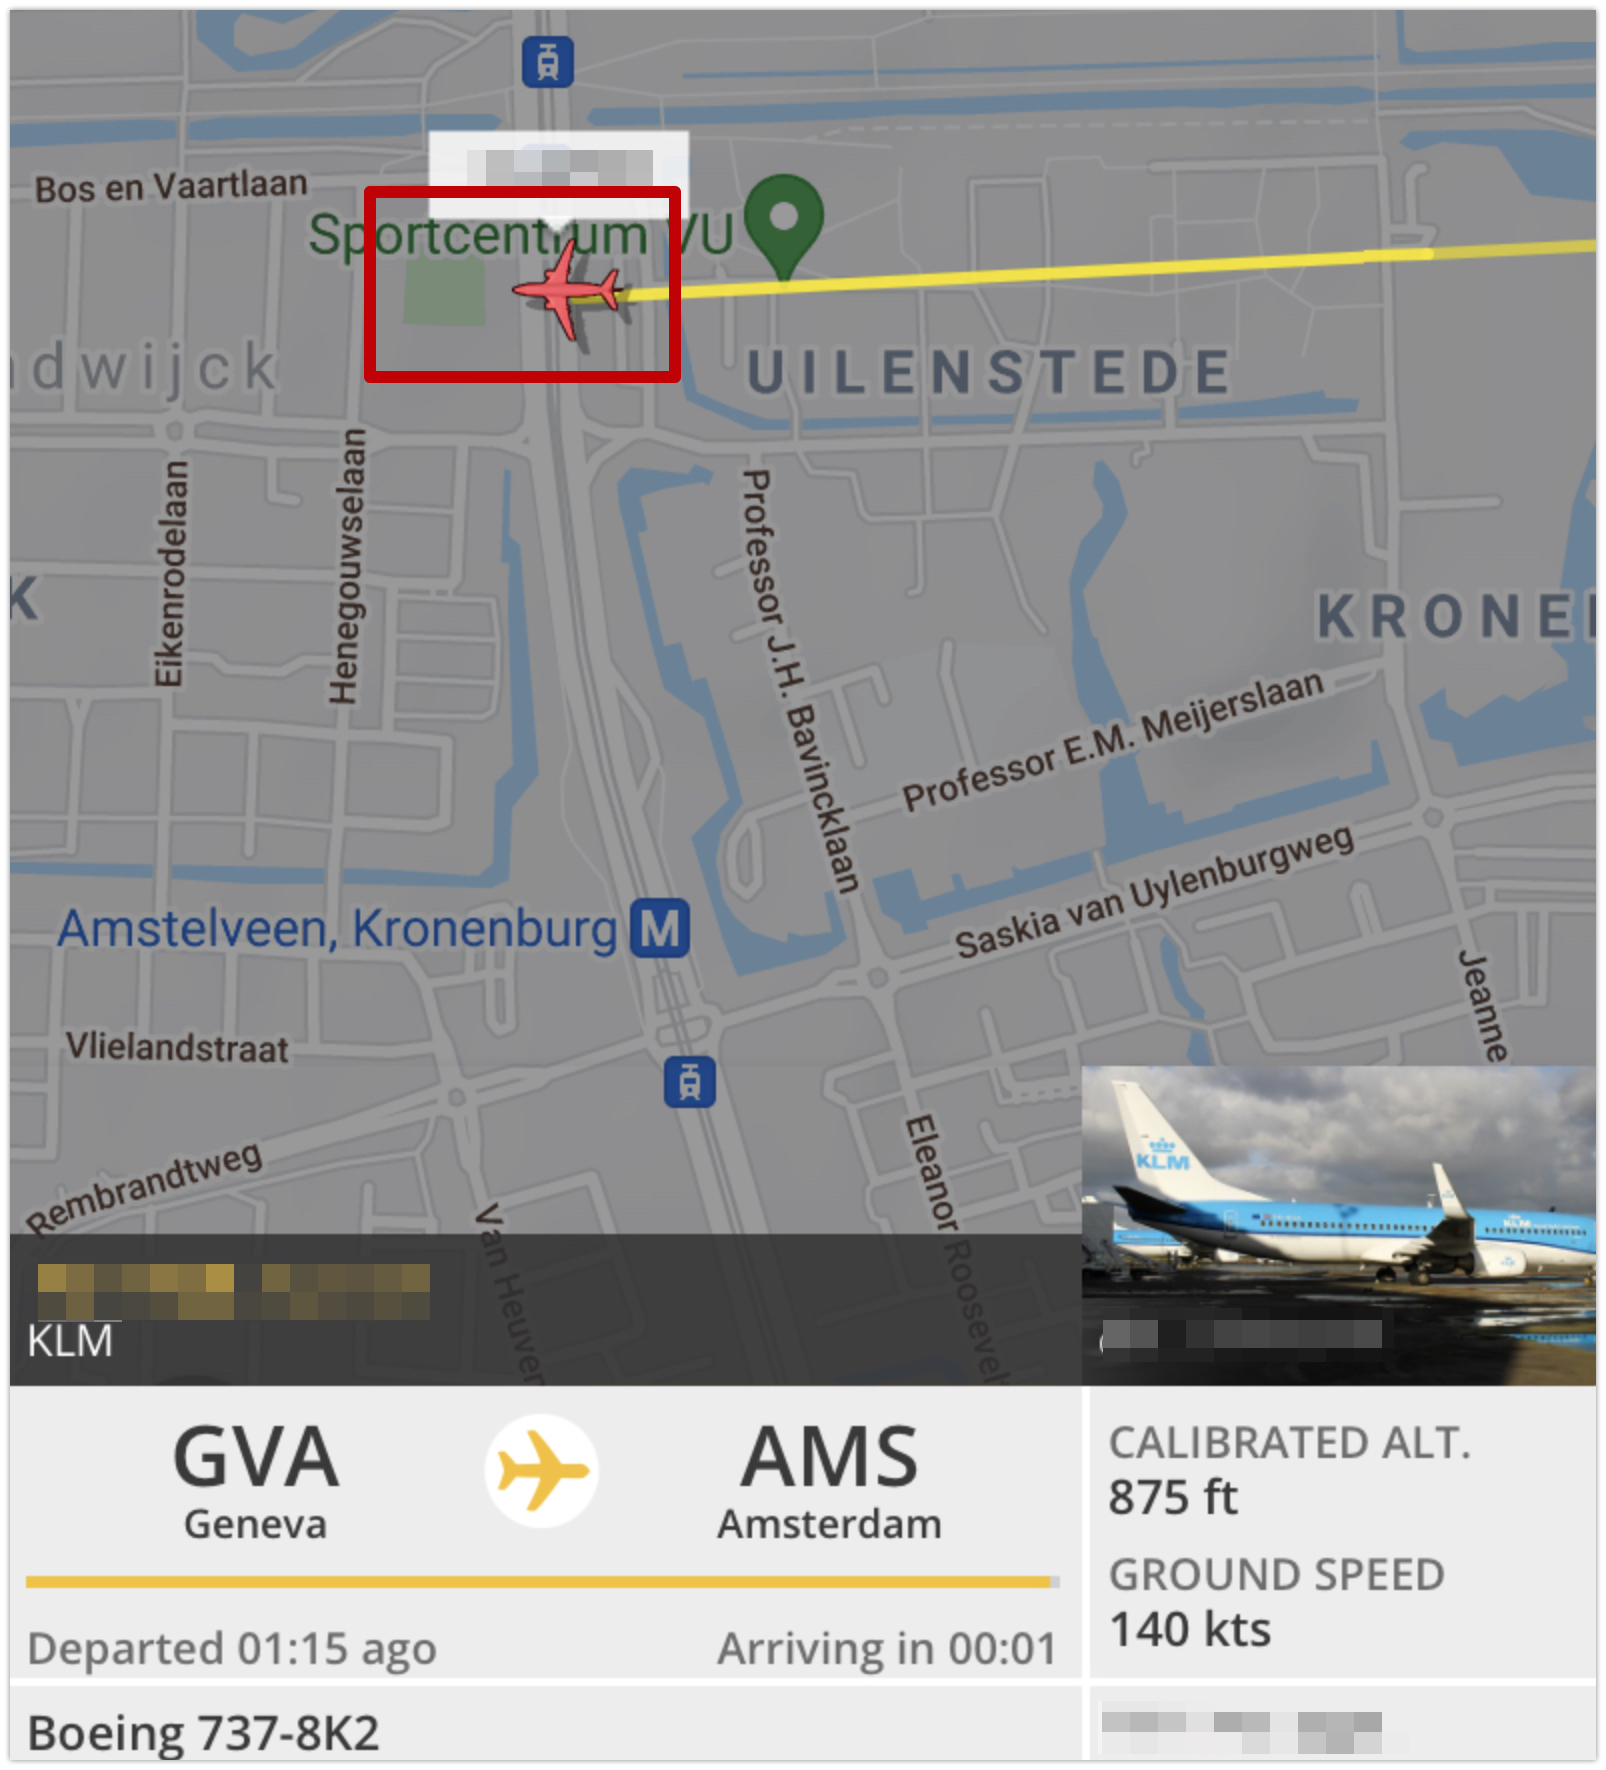 Bos en Vaartlaan
Sportcentrum VU
dwijck
UILENSTEDE
Eikenrodelaan
Henegouwselaan
Professor J.H. Bavincklaan
K
KRONE
Professor E.M. Meijerslaan
Saskia van Uylenburgweg
Amstelveen, Kronenburg M
Jeanne
Vlielandstraat
Rembrandtweg
Van Heuven
Eleanor Roosevel
KLM
KLM
KLM
GVA
Geneva
AMS
Amsterdam
Departed 01:15 ago
Arriving in 00:01
CALIBRATED ALT.
875 ft
GROUND SPEED
140 kts
Boeing 737-8K2